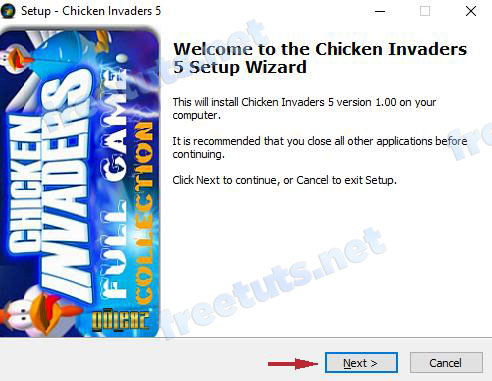 Setup - Chicken Invaders 5
Welcome to the Chicken Invaders
5 Setup Wizard
This will install Chicken Invaders 5 version 1.00 on your
computer.
It is recommended that you close all other applications before
continuing.
Click Next to continue, or Cancel to exit Setup.
CHICKEN
INVADERS
FULL GAME.
COLLECTION
freetuts.net
freetuts.net
fre
Next >
Cancel